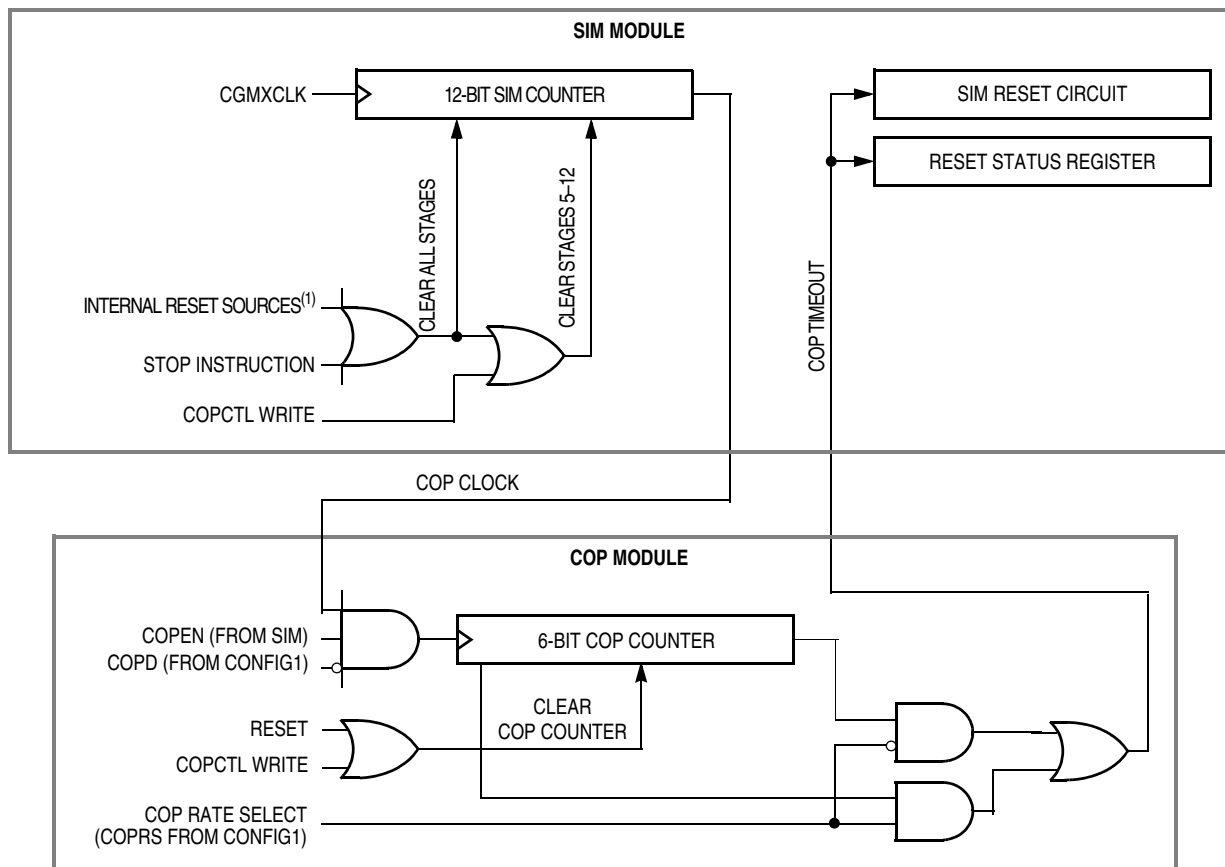 SIM MODULE
CGMXCLK
12-BIT SIM COUNTER
SIM RESET CIRCUIT
RESET STATUS REGISTER
CLEAR ALL STAGES
CLEAR STAGES 5–12
COP TIMEOUT
INTERNAL RESET SOURCES(1)
STOP INSTRUCTION
COPCTL WRITE
COP CLOCK
COP MODULE
COPEN (FROM SIM)
COPD (FROM CONFIG1)
6-BIT COP COUNTER
RESET
COPCTL WRITE
CLEAR
COP COUNTER
COP RATE SELECT
(COPRS FROM CONFIG1)